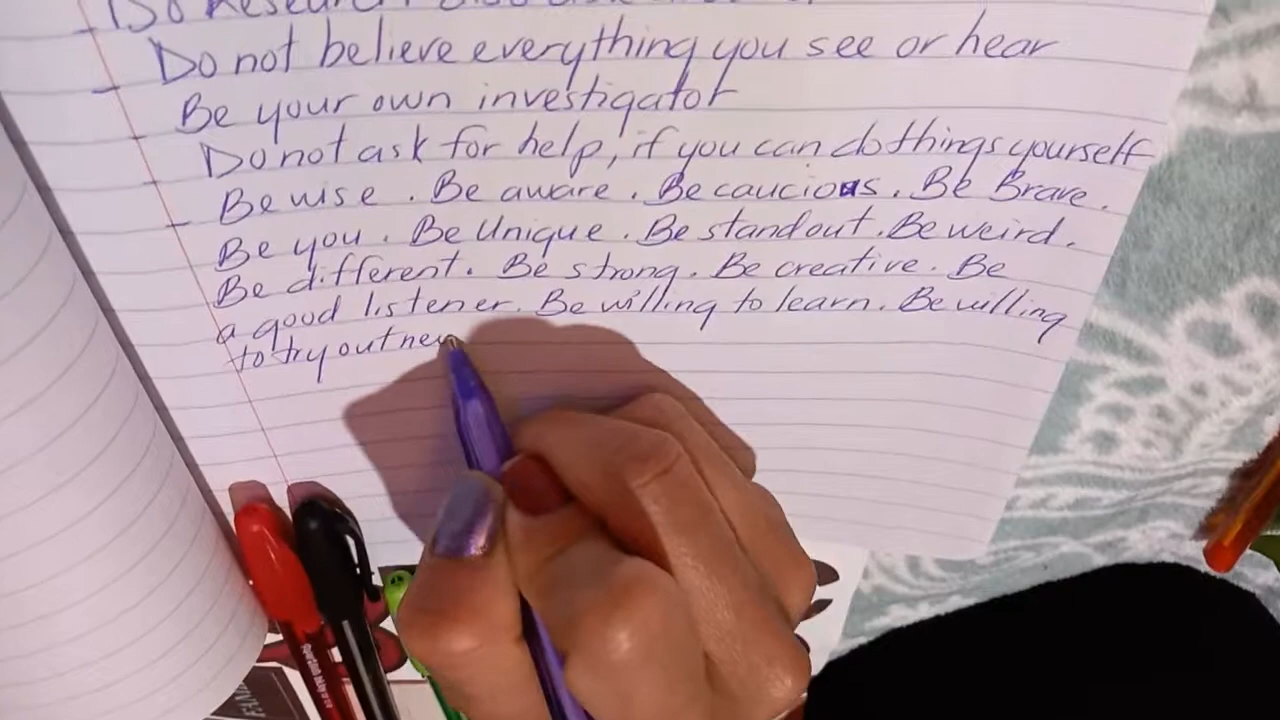 Do Research
Do not believe everything you see or hear
Be your own investigator
Do not ask for help, if you can do things yourself
Be wise. Be aware. Be caucious. Be Brave.
Be you. Be Unique. Be standout. Be weird.
Be different. Be strong. Be creative. Be
a good listener. Be willing to learn. Be willing
to try out new